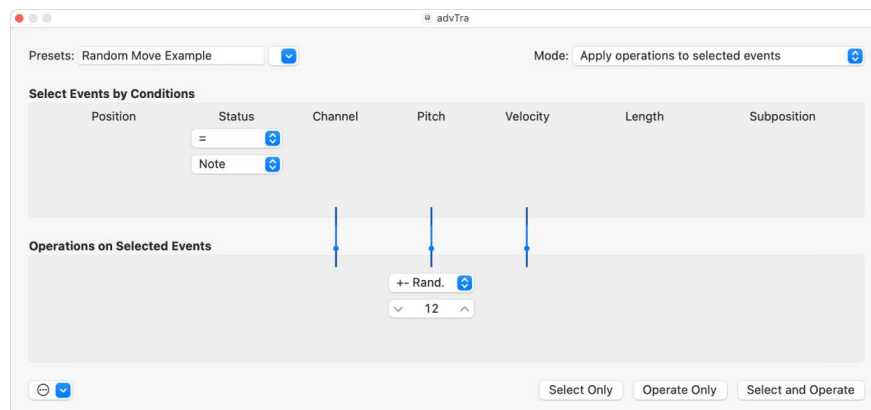 advTra
Presets: Random Move Example Mode: Apply operations to selected events
Select Events by Conditions
Position Status Channel Pitch Velocity Length Subposition
=
Note
Operations on Selected Events
+- Rand.
12
Select Only Operate Only Select and Operate